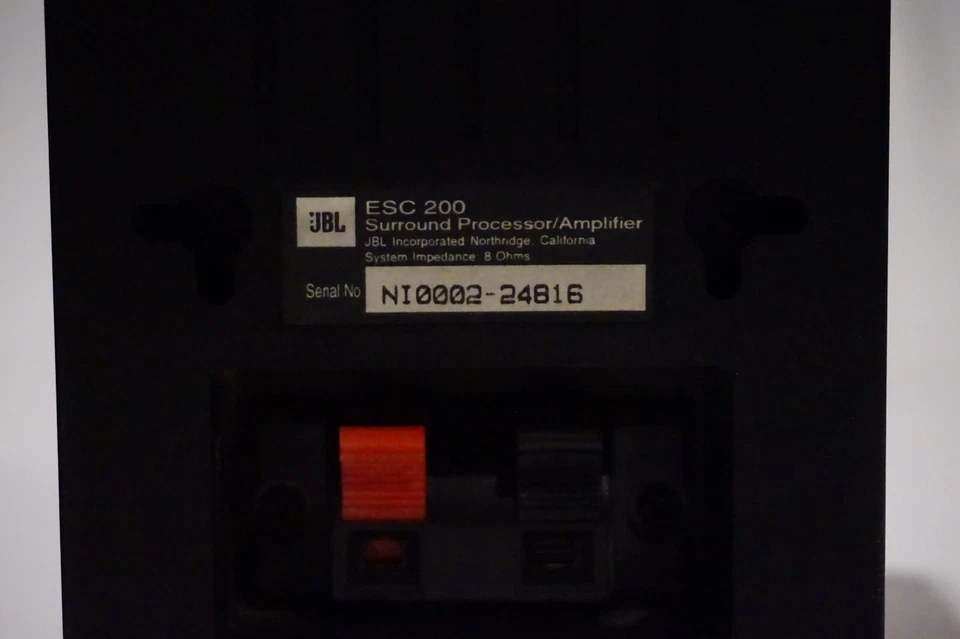 JBL
ESC 200
Surround Processor/Amplifier
JBL Incorporated Northridge, California
System Impedance: 8 Ohms
Serial No NI0002-24816